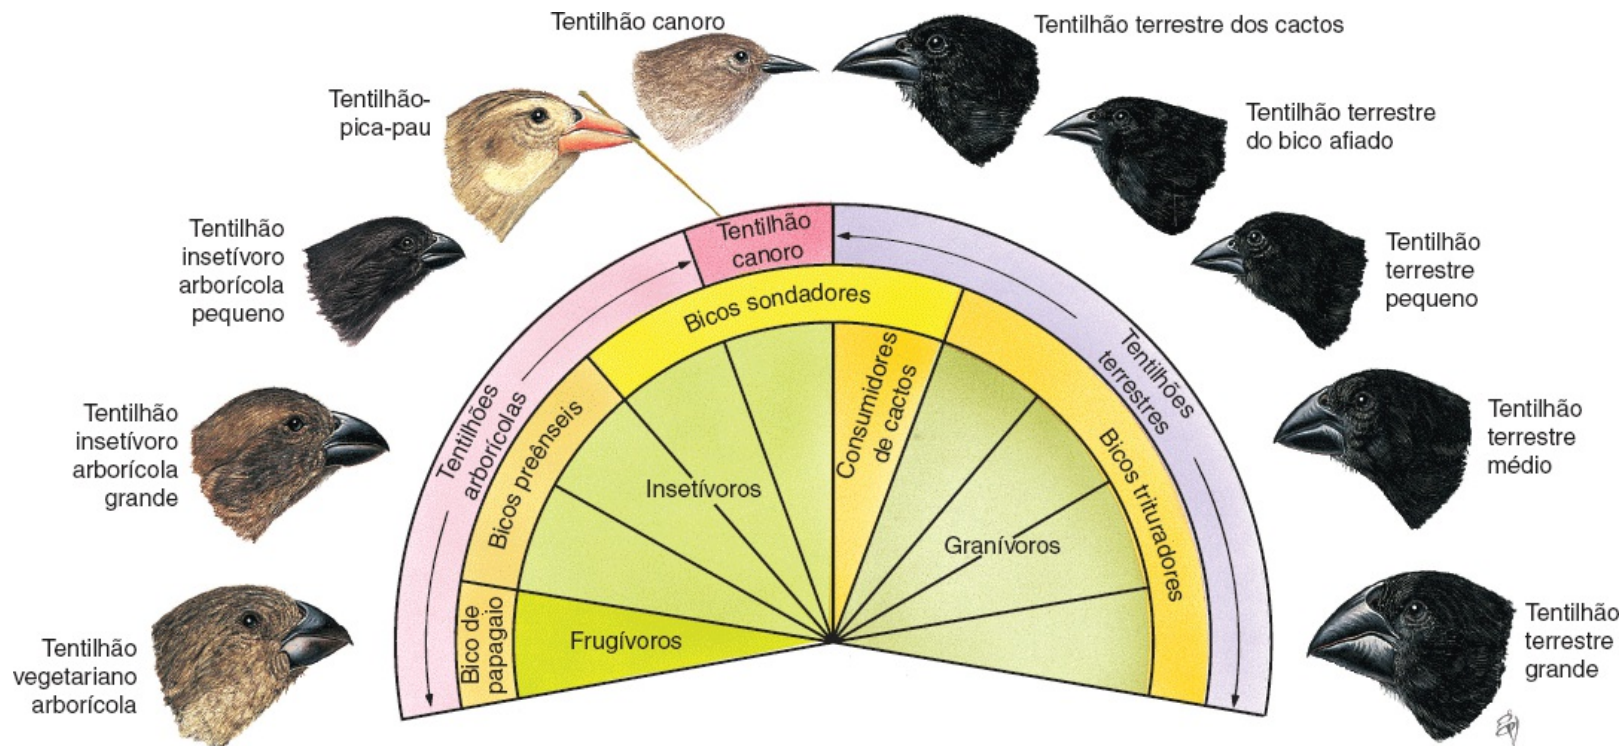 Tentilhão canoro
Tentilhão terrestre dos cactos
Tentilhão-
pica-pau
Tentilhão terrestre
do bico afiado
Tentilhão
insetívoro
arborícola
pequeno
Tentilhão
terrestre
pequeno
Tentilhão
insetívoro
arborícola
grande
Tentilhão
terrestre
médio
Tentilhão
vegetariano
arborícola
Tentilhão
terrestre
grande
Tentilhões
arborícolas
Tentilhão
canoro
Tentilhões
terrestres
Bico de
papagaio
Bicos preênseis
Bicos sondadores
Bicos trituradores
Frugívoros
Insetívoros
Consumidores
de cactos
Granívoros